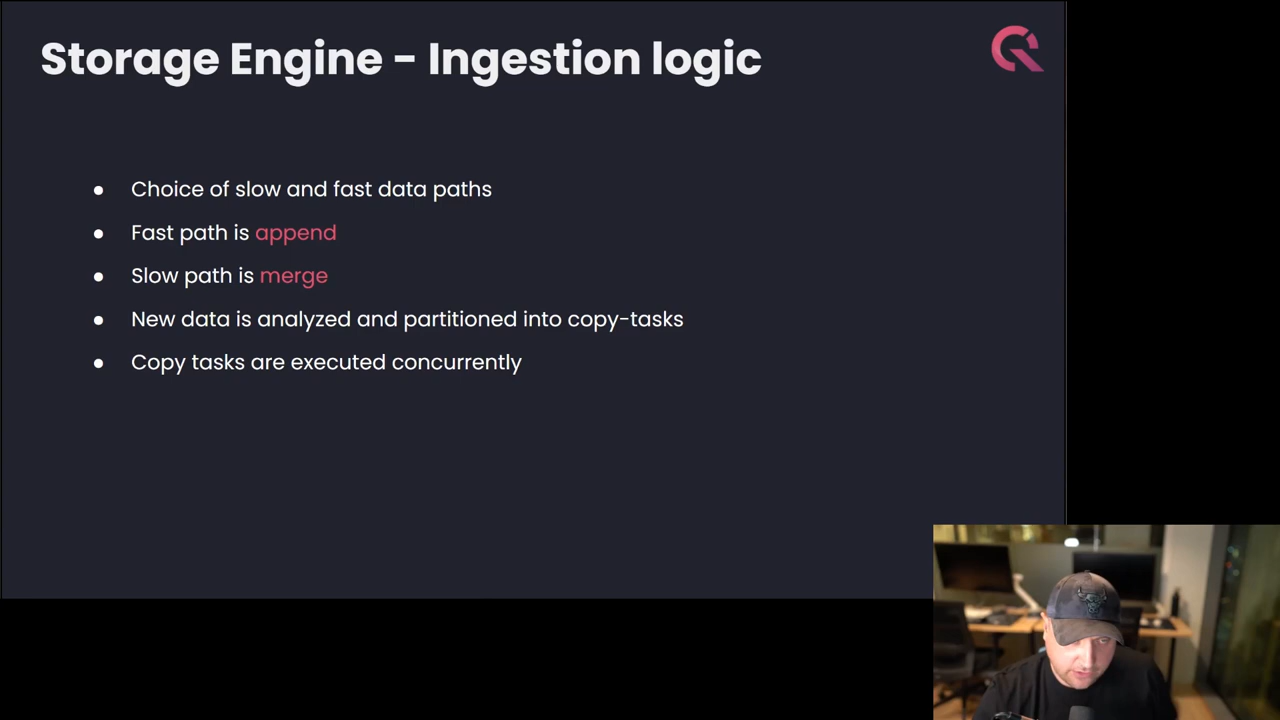 Storage Engine - Ingestion logic
● Choice of slow and fast data paths
● Fast path is append
● Slow path is merge
● New data is analyzed and partitioned into copy-tasks
● Copy tasks are executed concurrently